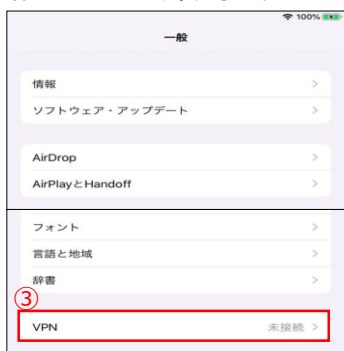 100%
一般
情報
ソフトウェア・アップデート
AirDrop
AirPlayとHandoff
フォント
言語と地域
辞書
③
VPN 未接続